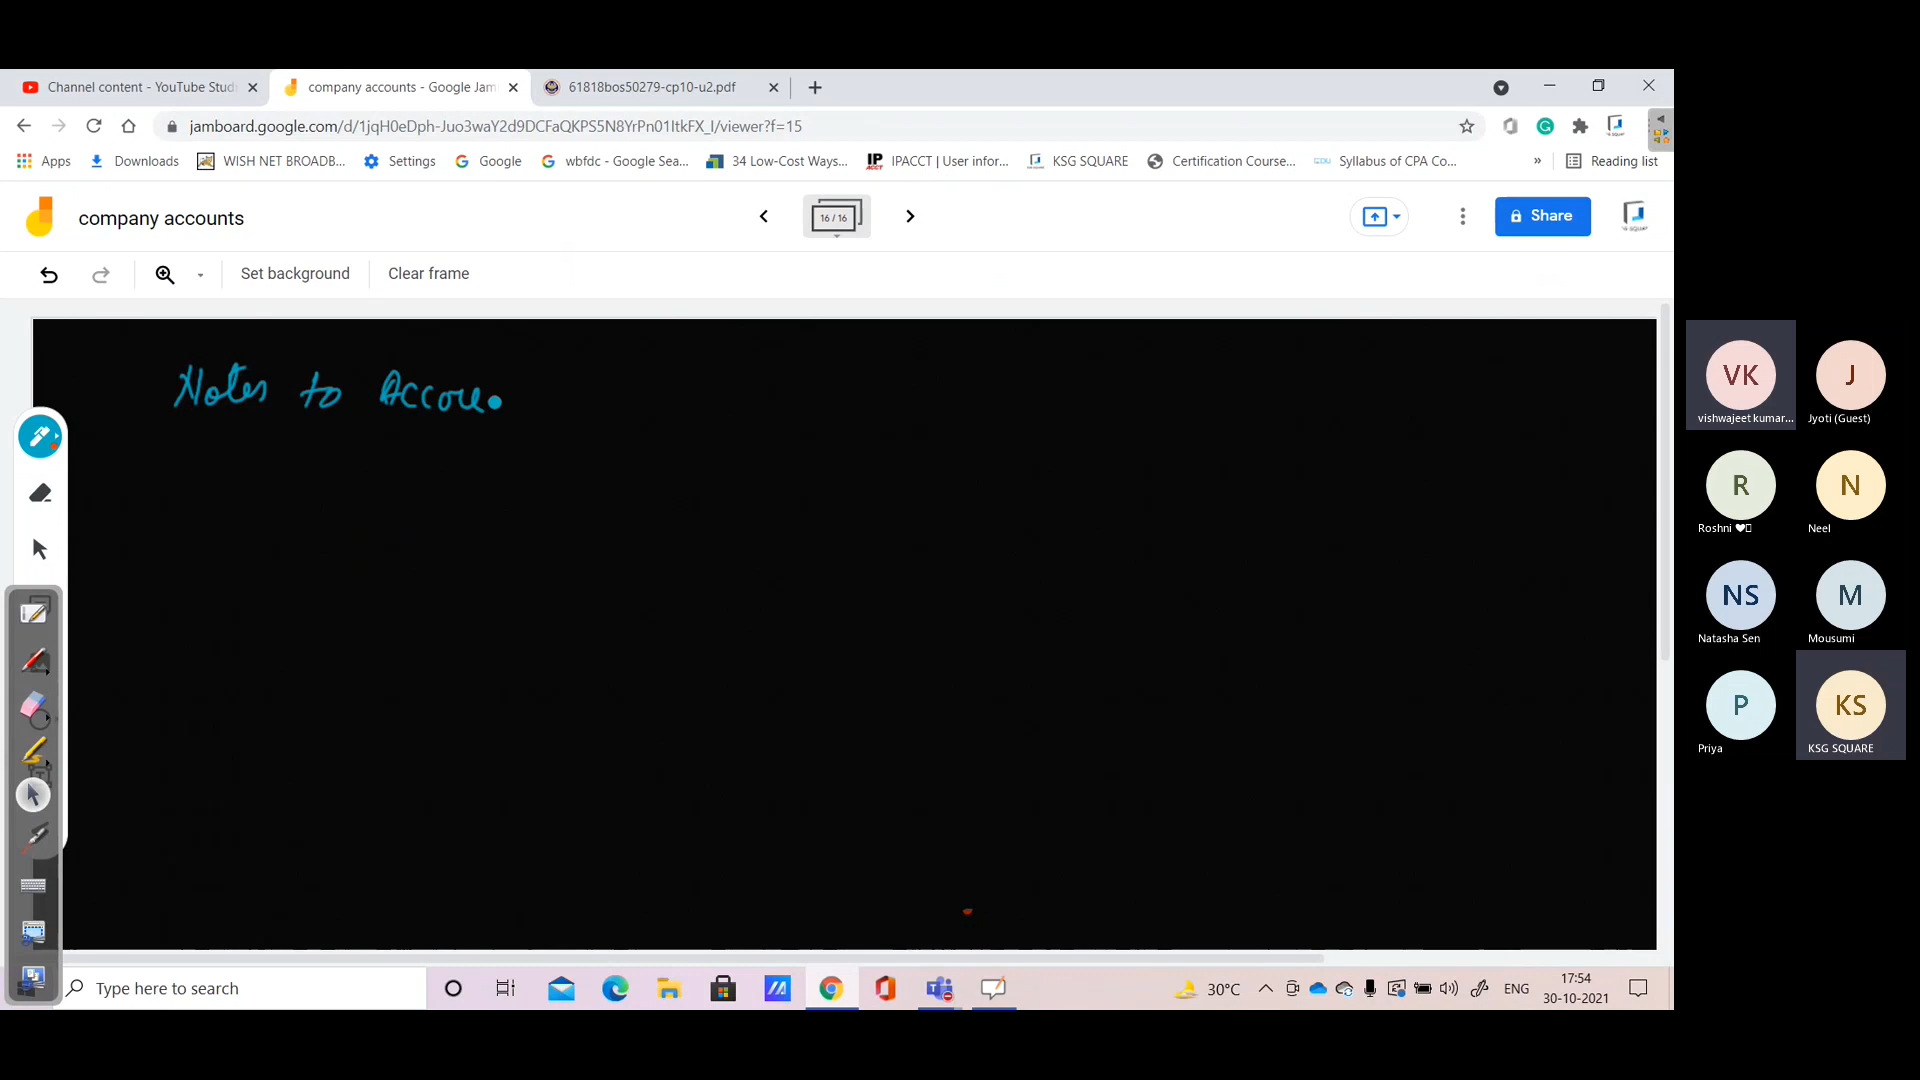 Channel content - YouTube Studi
company accounts - Google Jam
61818bos50279-cp10-u2.pdf
jamboard.google.com/d/1jqH0eDph-Juo3waY2d9DCFaQKPS5N8YrPn01ItkFX_I/viewer?f=15
Apps Downloads WISH NET BROADB... Settings Google wbfdc - Google Sea... 34 Low-Cost Ways... IPACCT | User infor... KSG SQUARE Certification Course... Syllabus of CPA Co... » Reading list
company accounts
16 / 16
Share
Set background Clear frame
Notes to Accou
VK
vishwajeet kumar...
J
Jyoti (Guest)
R
Roshni
N
Neel
NS
Natasha Sen
M
Mousumi
P
Priya
KS
KSG SQUARE
Type here to search
30°C
ENG
17:54
30-10-2021